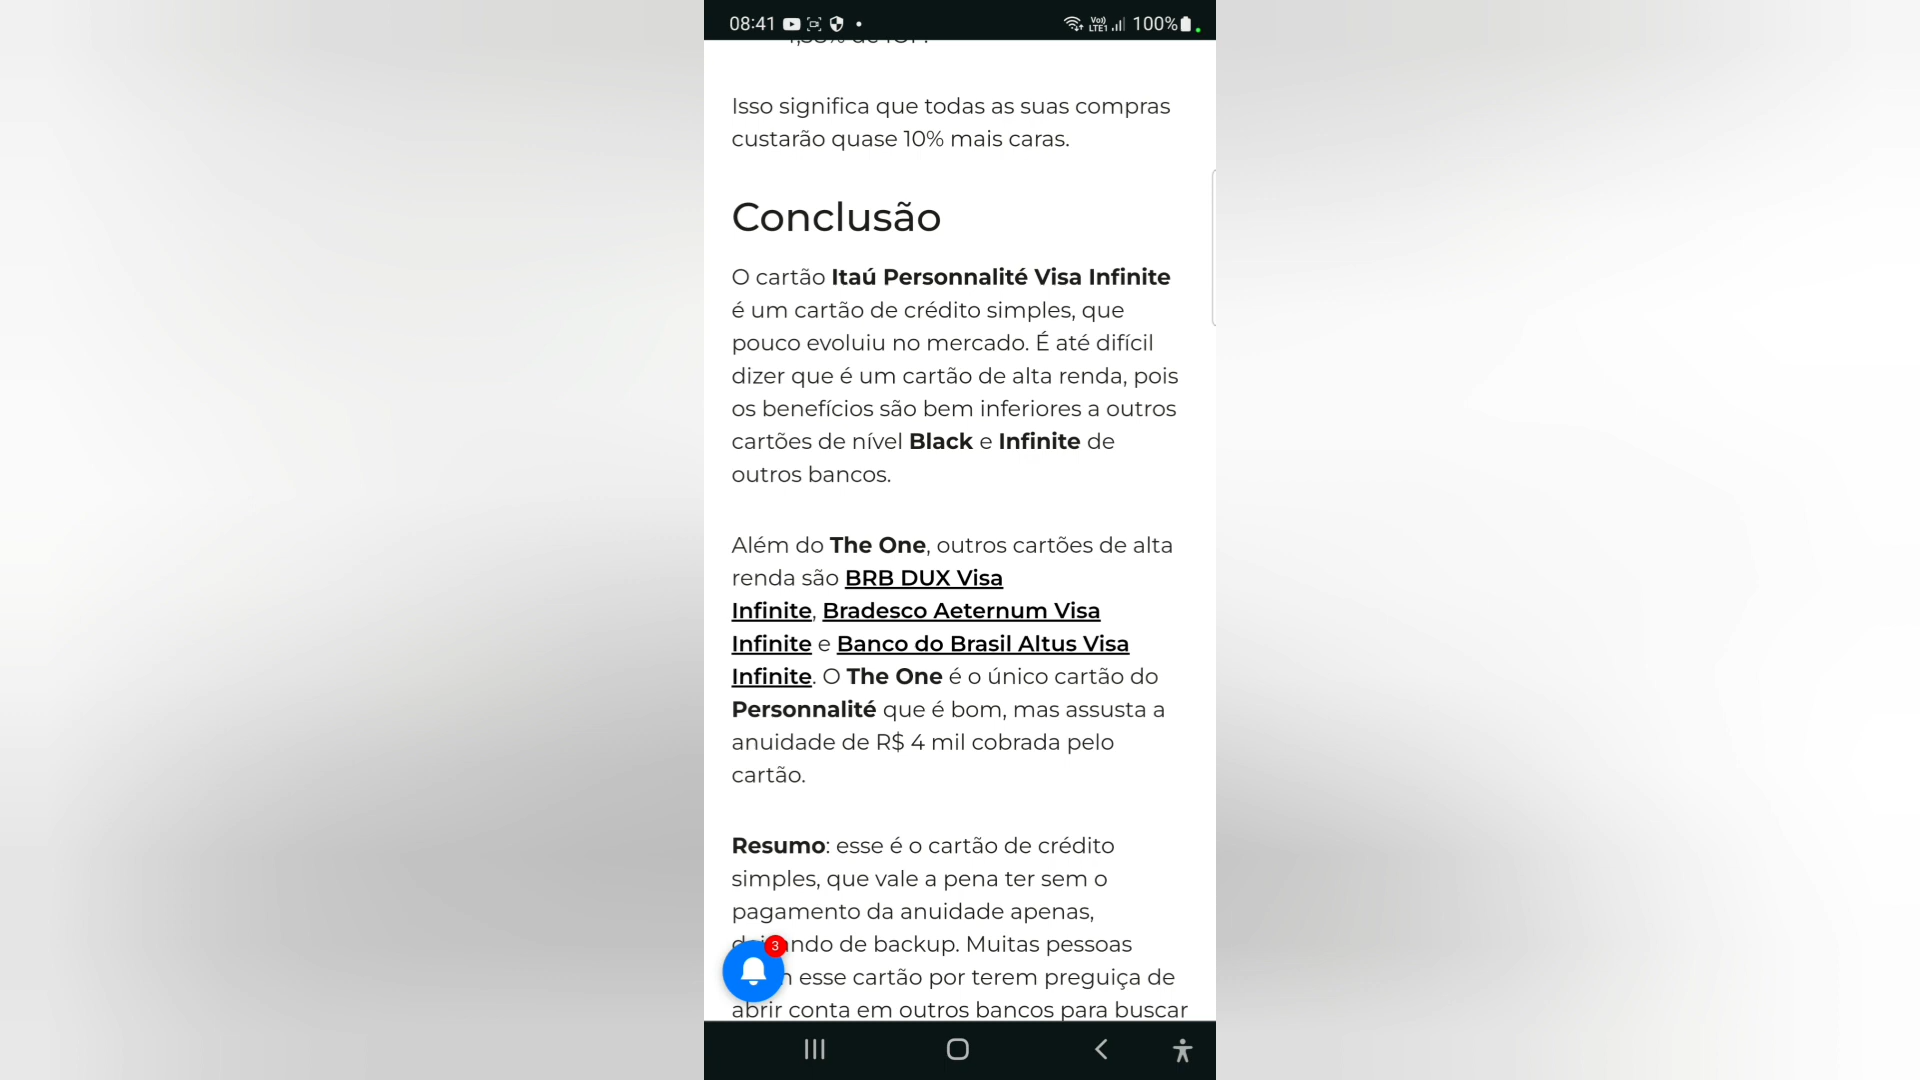 08:41
Vo))
LTE1
100%
Isso significa que todas as suas compras
custarão quase 10% mais caras.
Conclusão
O cartão Itaú Personnalité Visa Infinite
é um cartão de crédito simples, que
pouco evoluiu no mercado. É até difícil
dizer que é um cartão de alta renda, pois
os benefícios são bem inferiores a outros
cartões de nível Black e Infinite de
outros bancos.
Além do The One, outros cartões de alta
renda são BRB DUX Visa
Infinite, Bradesco Aeternum Visa
Infinite e Banco do Brasil Altus Visa
Infinite. O The One é o único cartão do
Personnalité que é bom, mas assusta a
anuidade de R$ 4 mil cobrada pelo
cartão.
Resumo: esse é o cartão de crédito
simples, que vale a pena ter sem o
pagamento da anuidade apenas,
de backup. Muitas pessoas
3
esse cartão por terem preguiça de
abrir conta em outros bancos para buscar